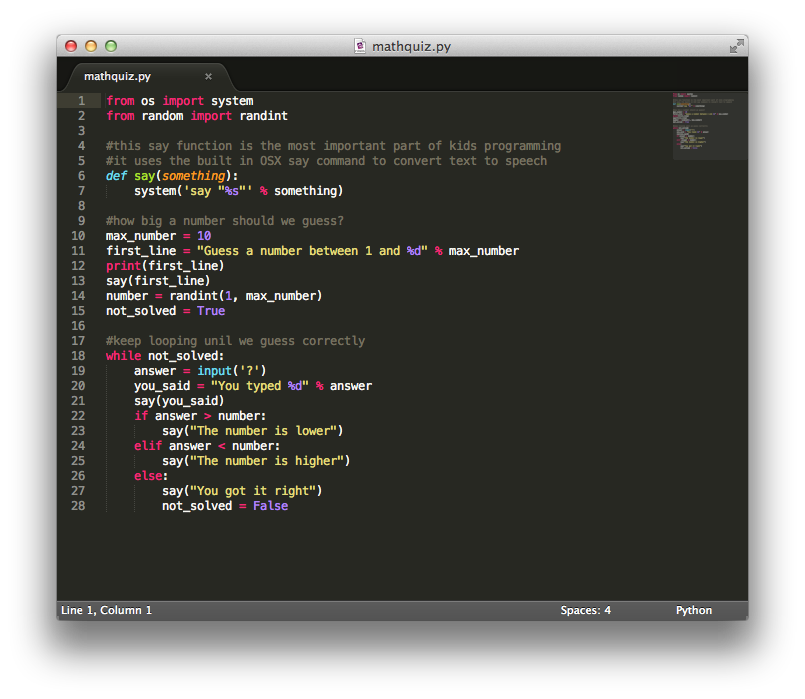 mathquiz.py
mathquiz.py ×
1 from os import system
2 from random import randint
3
4 #this say function is the most important part of kids programming
5 #it uses the built in OSX say command to convert text to speech
6 def say(something):
7     system('say "%s"' % something)
8
9 #how big a number should we guess?
10 max_number = 10
11 first_line = "Guess a number between 1 and %d" % max_number
12 print(first_line)
13 say(first_line)
14 number = randint(1, max_number)
15 not_solved = True
16
17 #keep looping unil we guess correctly
18 while not_solved:
19     answer = input('?')
20     you_said = "You typed %d" % answer
21     say(you_said)
22     if answer > number:
23         say("The number is lower")
24     elif answer < number:
25         say("The number is higher")
26     else:
27         say("You got it right")
28         not_solved = False
Line 1, Column 1 Spaces: 4 Python